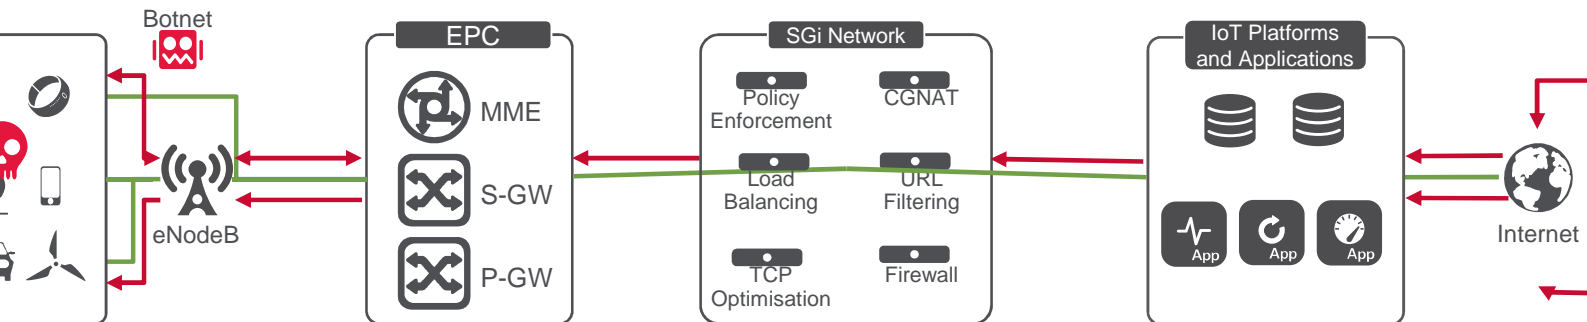 Botnet
eNodeB
EPC
MME
S-GW
P-GW
SGi Network
Policy
Enforcement
CGNAT
Load
Balancing
URL
Filtering
TCP
Optimisation
Firewall
IoT Platforms
and Applications
App
App
App
Internet